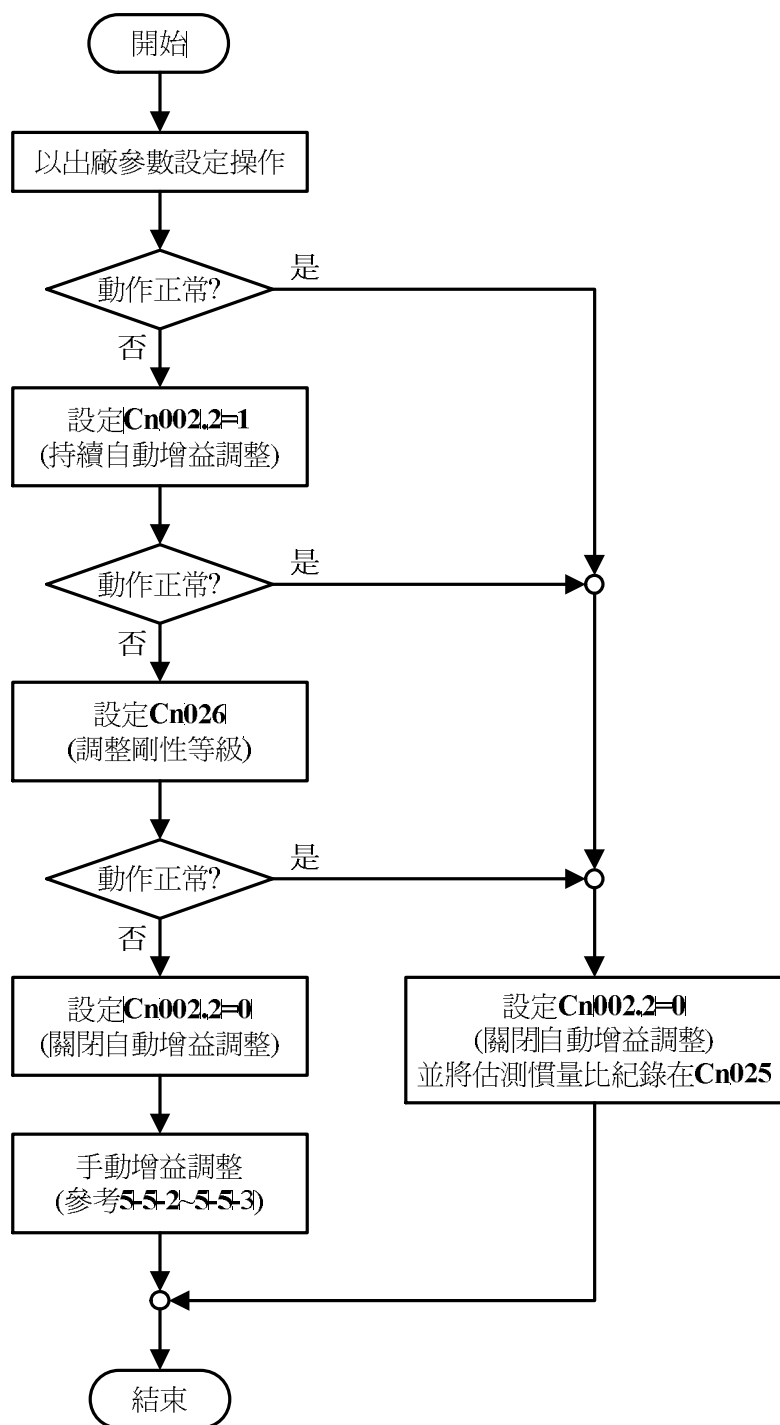 開始
以出廠參數設定操作
動作正常?
是
否
設定Cn002.2=1
(持續自動增益調整)
動作正常?
是
否
設定Cn026
(調整剛性等級)
動作正常?
是
否
設定Cn002.2=0
(關閉自動增益調整)
設定Cn002.2=0
(關閉自動增益調整)
並將估測慣量比紀錄在Cn025
手動增益調整
(參考5-5-2~5-5-3)
結束